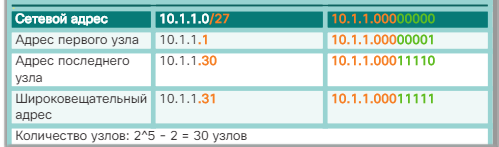 Сетевой адрес 10.1.1.0/27 10.1.1.00000000
Адрес первого узла 10.1.1.1 10.1.1.00000001
Адрес последнего узла 10.1.1.30 10.1.1.00011110
Широковещательный адрес 10.1.1.31 10.1.1.00011111
Количество узлов: 2^5 - 2 = 30 узлов